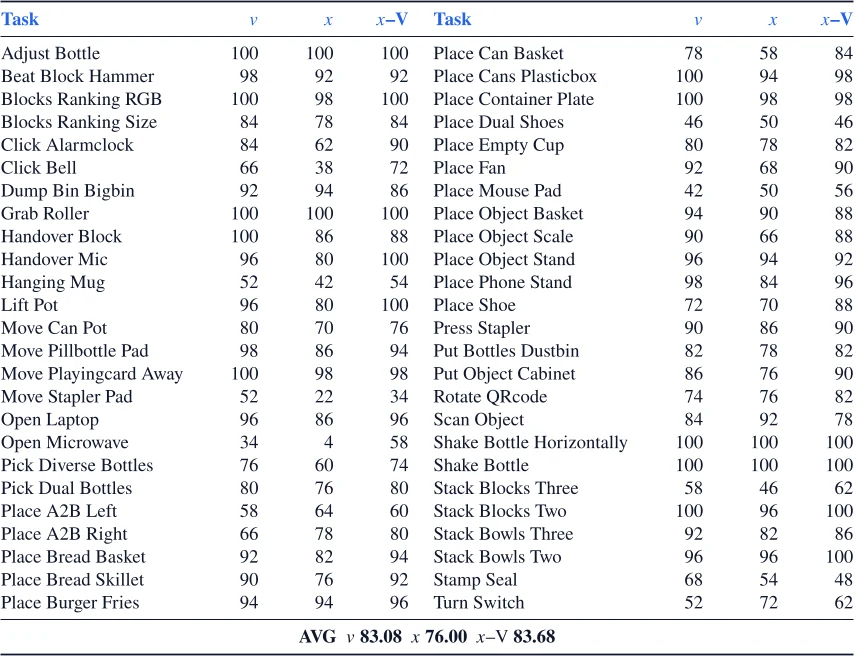 Task v x x–V Task v x x–V
Adjust Bottle 100 100 100 Place Can Basket 78 58 84
Beat Block Hammer 98 92 92 Place Cans Plasticbox 100 94 98
Blocks Ranking RGB 100 98 100 Place Container Plate 100 98 98
Blocks Ranking Size 84 78 84 Place Dual Shoes 46 50 46
Click Alarmclock 84 62 90 Place Empty Cup 80 78 82
Click Bell 66 38 72 Place Fan 92 68 90
Dump Bin Bigbin 92 94 86 Place Mouse Pad 42 50 56
Grab Roller 100 100 100 Place Object Basket 94 90 88
Handover Block 100 86 88 Place Object Scale 90 66 88
Handover Mic 96 80 100 Place Object Stand 96 94 92
Hanging Mug 52 42 54 Place Phone Stand 98 84 96
Lift Pot 96 80 100 Place Shoe 72 70 88
Move Can Pot 80 70 76 Press Stapler 90 86 90
Move Pillbottle Pad 98 86 94 Put Bottles Dustbin 82 78 82
Move Playingcard Away 100 98 98 Put Object Cabinet 86 76 90
Move Stapler Pad 52 22 34 Rotate QRcode 74 76 82
Open Laptop 96 86 96 Scan Object 84 92 78
Open Microwave 34 4 58 Shake Bottle Horizontally 100 100 100
Pick Diverse Bottles 76 60 74 Shake Bottle 100 100 100
Pick Dual Bottles 80 76 80 Stack Blocks Three 58 46 62
Place A2B Left 58 64 60 Stack Blocks Two 100 96 100
Place A2B Right 66 78 80 Stack Bowls Three 92 82 86
Place Bread Basket 92 82 94 Stack Bowls Two 96 96 100
Place Bread Skillet 90 76 92 Stamp Seal 68 54 48
Place Burger Fries 94 94 96 Turn Switch 52 72 62
AVG v 83.08 x 76.00 x–V 83.68